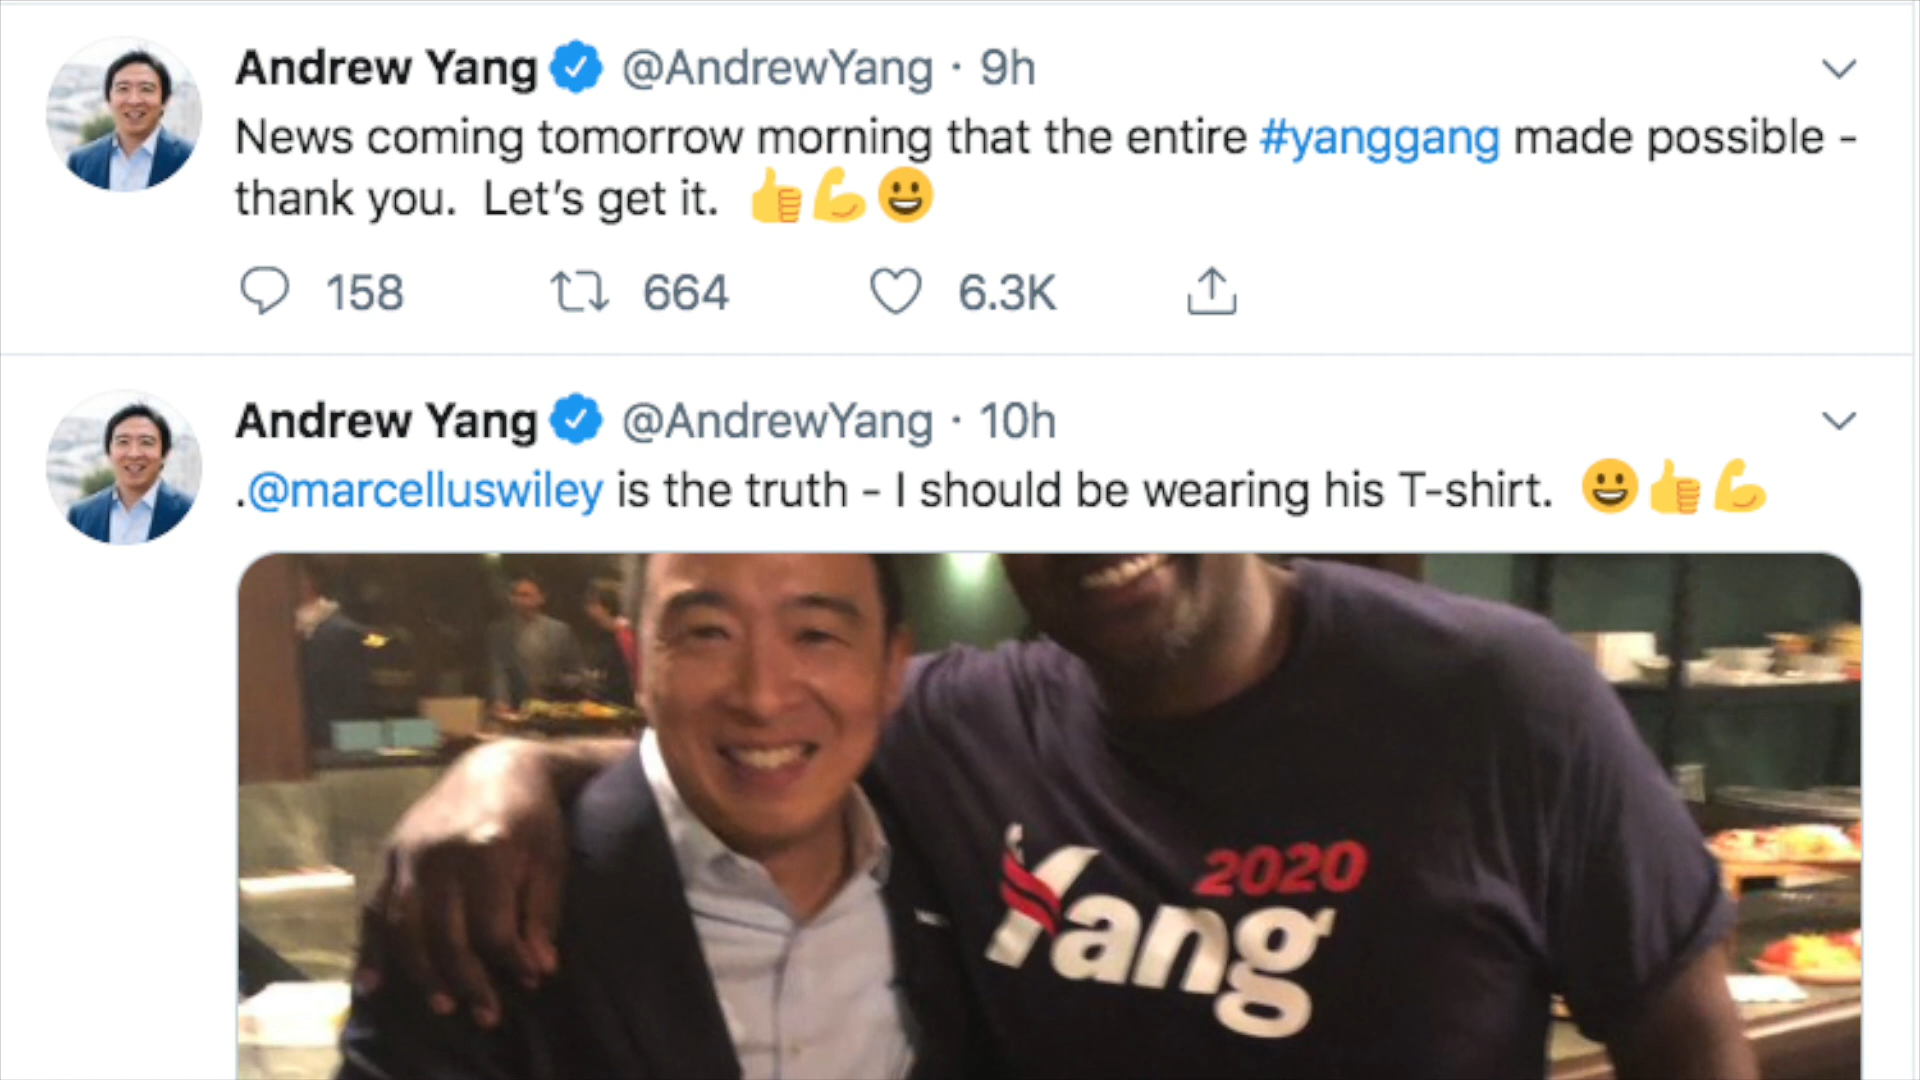 Andrew Yang @AndrewYang · 9h
News coming tomorrow morning that the entire #yanggang made possible -
thank you. Let's get it. 👍💪😀
158 664 6.3K
Andrew Yang @AndrewYang · 10h
.@marcelluswiley is the truth – I should be wearing his T-shirt. 😀👍💪
2020
Yang